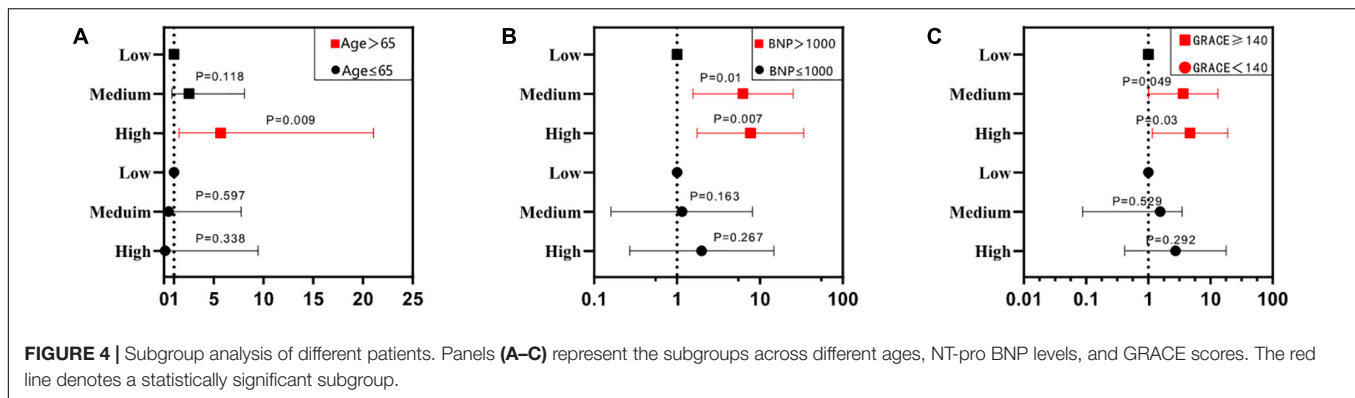 A
Low
Medium
High
Low
Meduim
High
Age>65
Age≤65
P=0.118
P=0.009
P=0.597
P=0.338
01 5 10 15 20 25
B
Low
Medium
High
Low
Medium
High
BNP>1000
BNP≤1000
P=0.01
P=0.007
P=0.163
P=0.267
0.1 1 10 100
C
Low
Medium
High
Low
Medium
High
GRACE≥140
GRACE<140
P=0.049
P=0.03
P=0.529
P=0.292
0.01 0.1 1 10 100
FIGURE 4 | Subgroup analysis of different patients. Panels (A–C) represent the subgroups across different ages, NT-pro BNP levels, and GRACE scores. The red
line denotes a statistically significant subgroup.